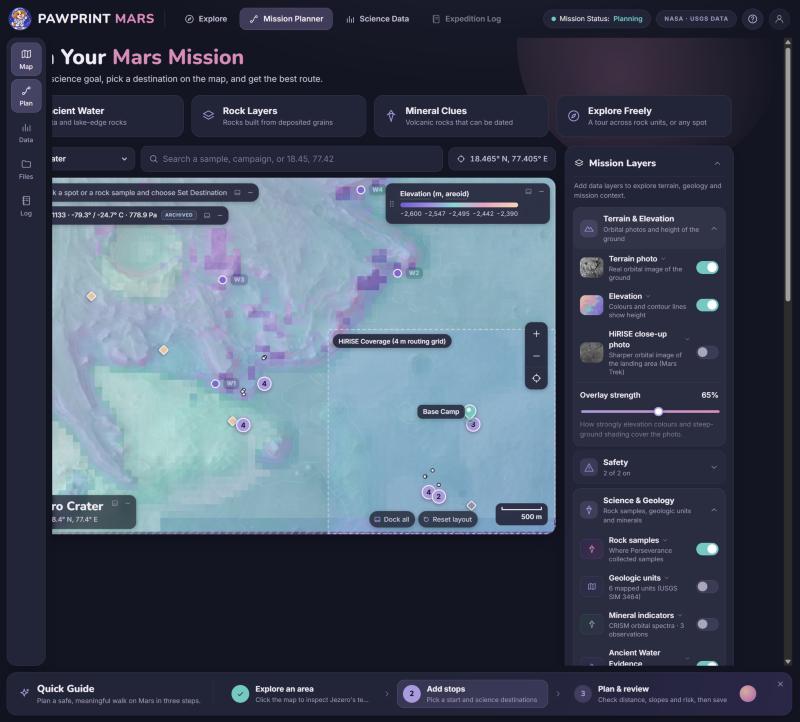 PAWPRINT MARS
Explore
Mission Planner
Science Data
Expedition Log
Mission Status: Planning
NASA · USGS DATA
Map
Plan
Data
Files
Log
Your Mars Mission
science goal, pick a destination on the map, and get the best route.
cient Water
a and lake-edge rocks
Rock Layers
Rocks built from deposited grains
Mineral Clues
Volcanic rocks that can be dated
Explore Freely
A tour across rock units, or any spot
ater
Search a sample, campaign, or 18.45, 77.42
18.465° N, 77.405° E
k a spot or a rock sample and choose Set Destination
1133 · -79.3° / -24.7° C · 778.9 Pa ARCHIVED
Elevation (m, areoid)
-2,600 -2,547 -2,495 -2,442 -2,390
W4
W3
W2
W1
4
4
HiRISE Coverage (4 m routing grid)
+
−
Base Camp
3
4
2
ro Crater
8.4° N, 77.4° E
Dock all
Reset layout
500 m
Mission Layers
Add data layers to explore terrain, geology and
mission context.
Terrain & Elevation
Orbital photos and height of the
ground
Terrain photo
Real orbital image of the
ground
Elevation
Colours and contour lines
show height
HiRISE close-up
photo
Sharper orbital image of
the landing area (Mars
Trek)
Overlay strength 65%
How strongly elevation colours and steep-
ground shading cover the photo.
Safety
2 of 2 on
Science & Geology
Rock samples, geologic units
and minerals
Rock samples
Where Perseverance
collected samples
Geologic units
6 mapped units (USGS
SIM 3464)
Mineral indicators
CRISM orbital spectra · 3
observations
Ancient Water
Evidence
Quick Guide
Plan a safe, meaningful walk on Mars in three steps.
Explore an area
Click the map to inspect Jezero's te...
2
Add stops
Pick a start and science destinations
3
Plan & review
Check distance, slopes and risk, then save